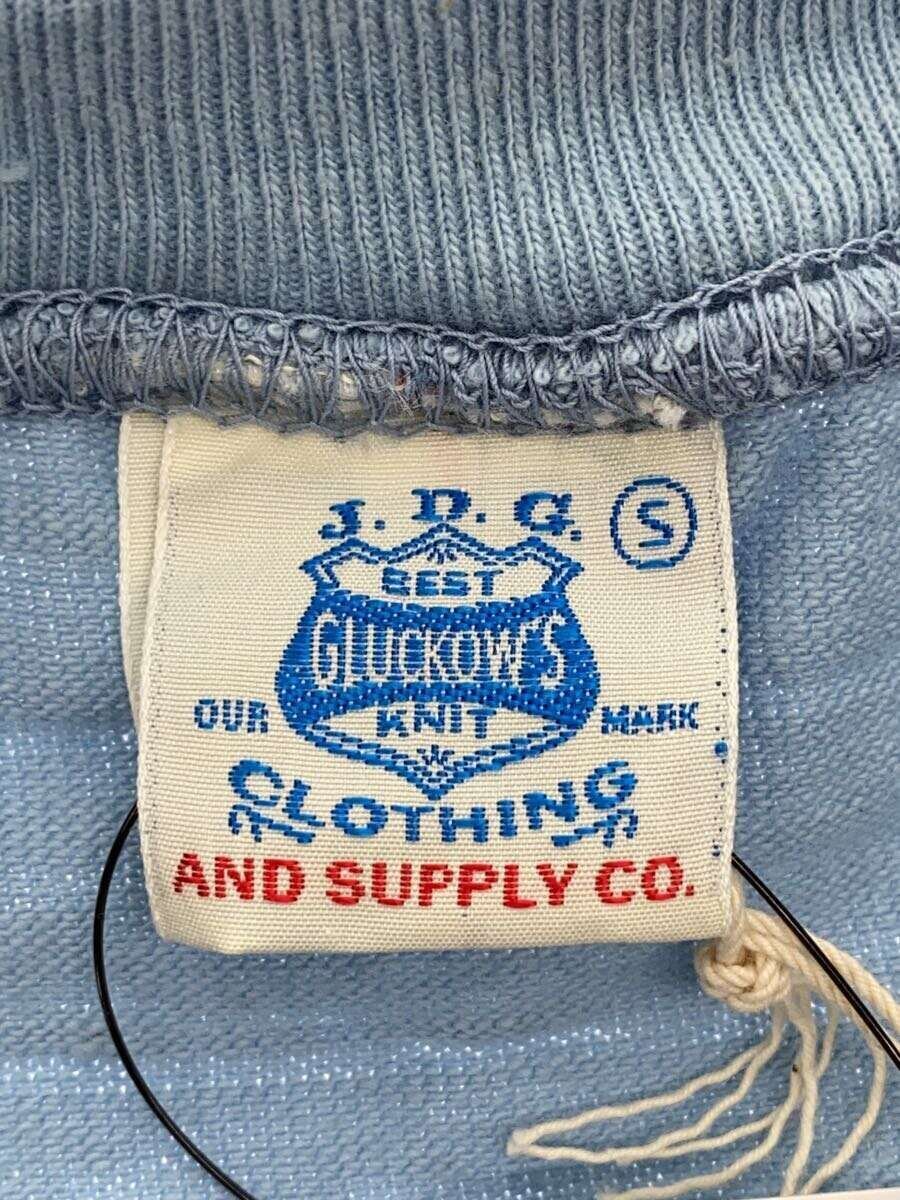 J. D. G.
S
BEST
GLUCKOW'S
OUR KNIT MARK
CLOTHING
AND SUPPLY CO.